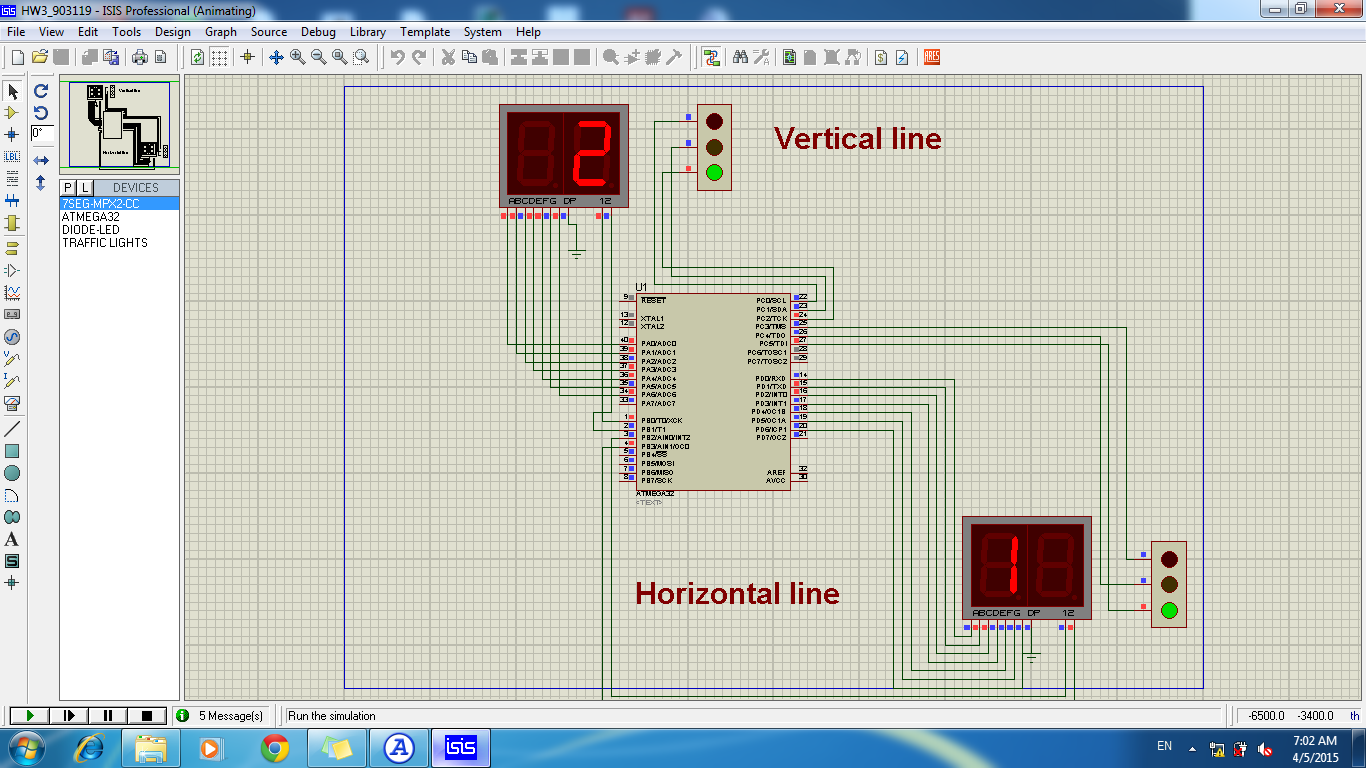 HW3_903119 - ISIS Professional (Animating)
File View Edit Tools Design Graph Source Debug Library Template System Help
ARES
0°
LBL
P L DEVICES
7SEG-MPX2-CC
ATMEGA32
DIODE-LED
TRAFFIC LIGHTS
2
Vertical line
ABCDEFG DP 12
U1
9 RESET
13 XTAL1
12 XTAL2
40 PA0/ADC0
39 PA1/ADC1
38 PA2/ADC2
37 PA3/ADC3
36 PA4/ADC4
35 PA5/ADC5
34 PA6/ADC6
33 PA7/ADC7
1 PB0/T0/XCK
2 PB1/T1
3 PB2/AIN0/INT2
4 PB3/AIN1/OC0
5 PB4/SS
6 PB5/MOSI
7 PB6/MISO
8 PB7/SCK
PC0/SCL 22
PC1/SDA 23
PC2/TCK 24
PC3/TMS 25
PC4/TDO 26
PC5/TDI 27
PC6/TOSC1 28
PC7/TOSC2 29
PD0/RXD 14
PD1/TXD 15
PD2/INT0 16
PD3/INT1 17
PD4/OC1B 18
PD5/OC1A 19
PD6/ICP1 20
PD7/OC2 21
AREF 32
AVCC 30
ATMEGA32
<TEXT>
1
ABCDEFG DP 12
Horizontal line
5 Message(s)
Run the simulation
-6500.0 -3400.0 th
isis
EN
7:02 AM
4/5/2015